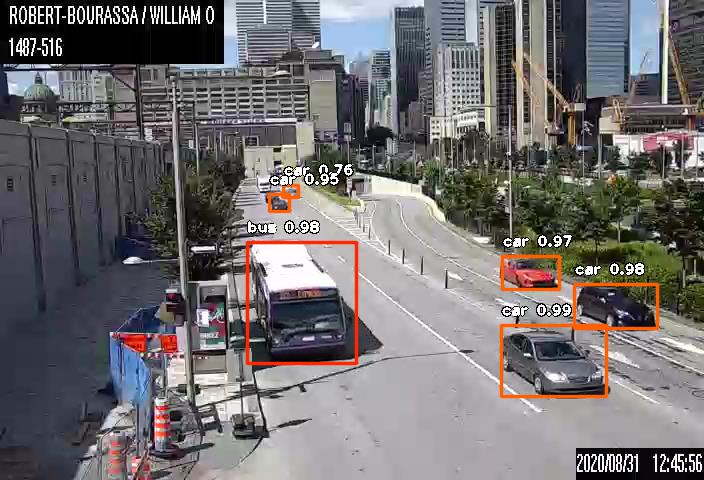 ROBERT-BOURASSA / WILLIAM O
1487-516
car 0.76
car 0.95
bus 0.98
car 0.97
car 0.98
car 0.99
2020/08/31 12:45:56